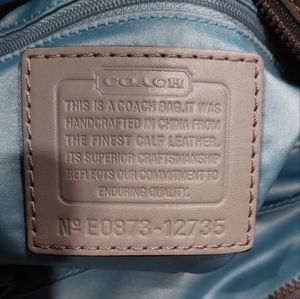 COACH
THIS IS A COACH BAG.IT WAS
HANDCRAFTED IN CHINA FROM
THE FINEST CALF LEATHER.
ITS SUPERIOR CRAFTSMANSHIP
REFLECTS OUR COMMITMENT TO
ENDURING QUALITY.
Nº E0873-12735